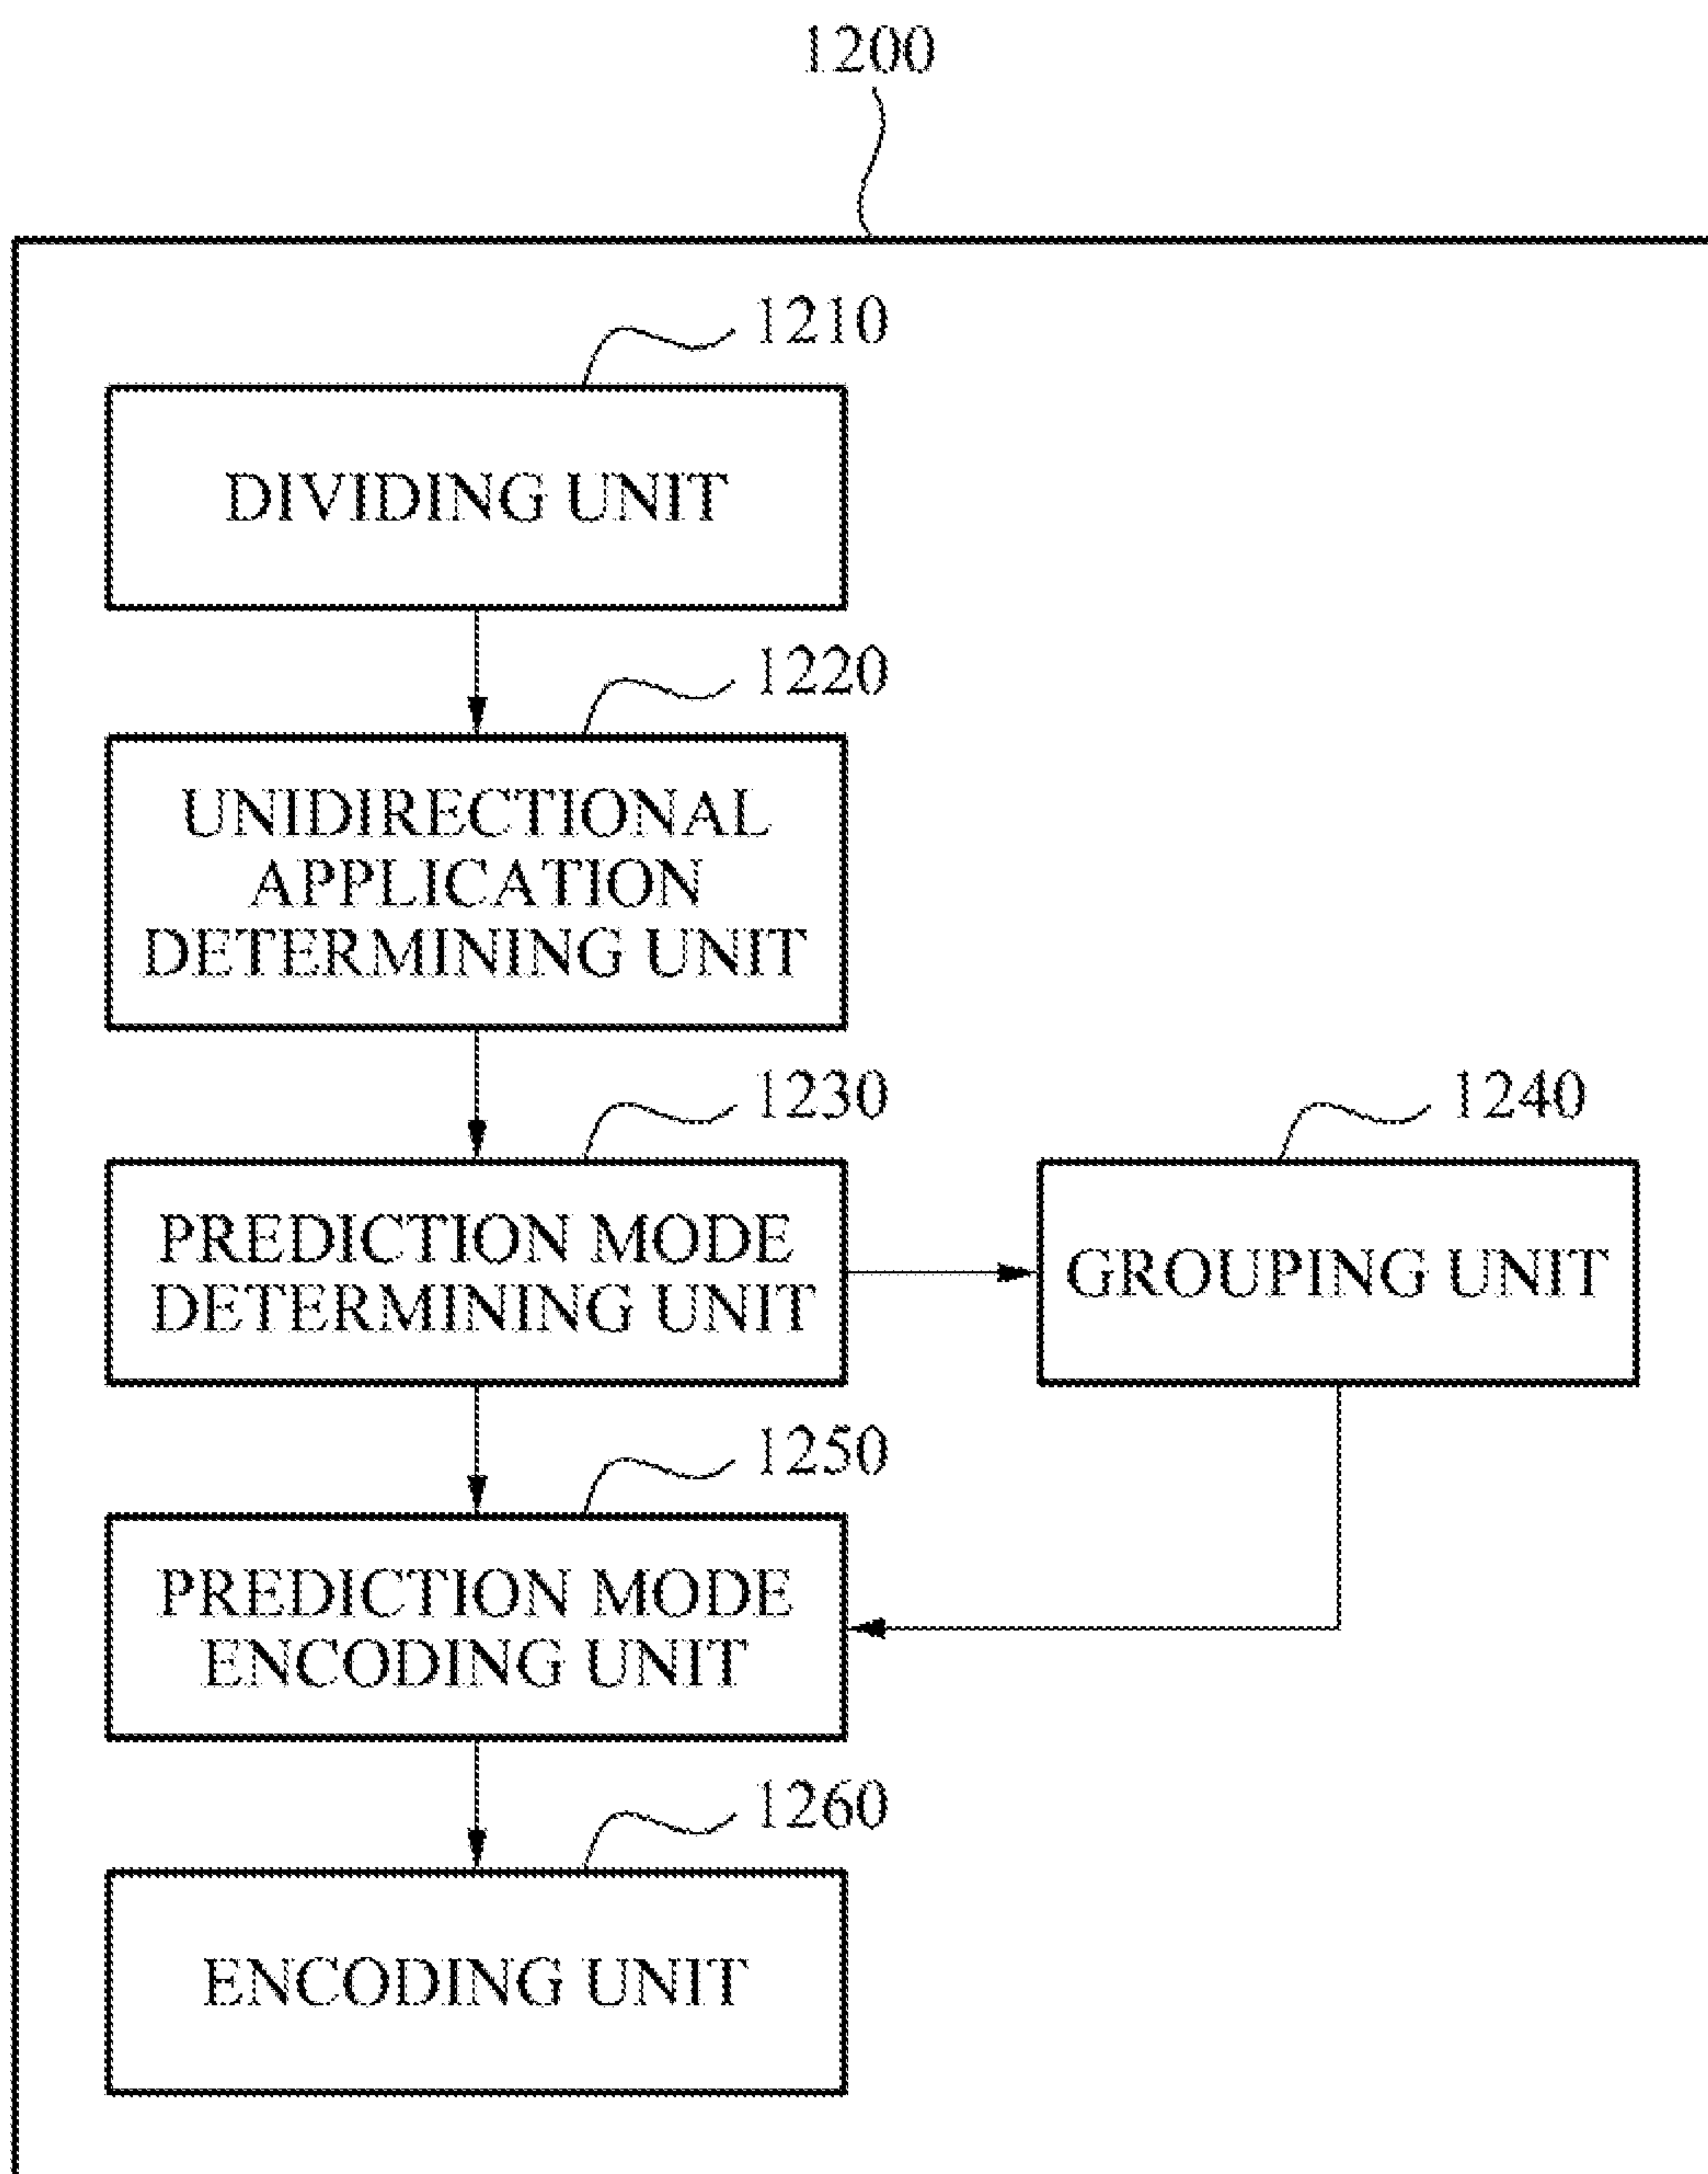 1200
1210
DIVIDING UNIT
1220
UNIDIRECTIONAL
APPLICATION
DETERMINING UNIT
1230
PREDICTION MODE
DETERMINING UNIT
1240
GROUPING UNIT
1250
PREDICTION MODE
ENCODING UNIT
1260
ENCODING UNIT